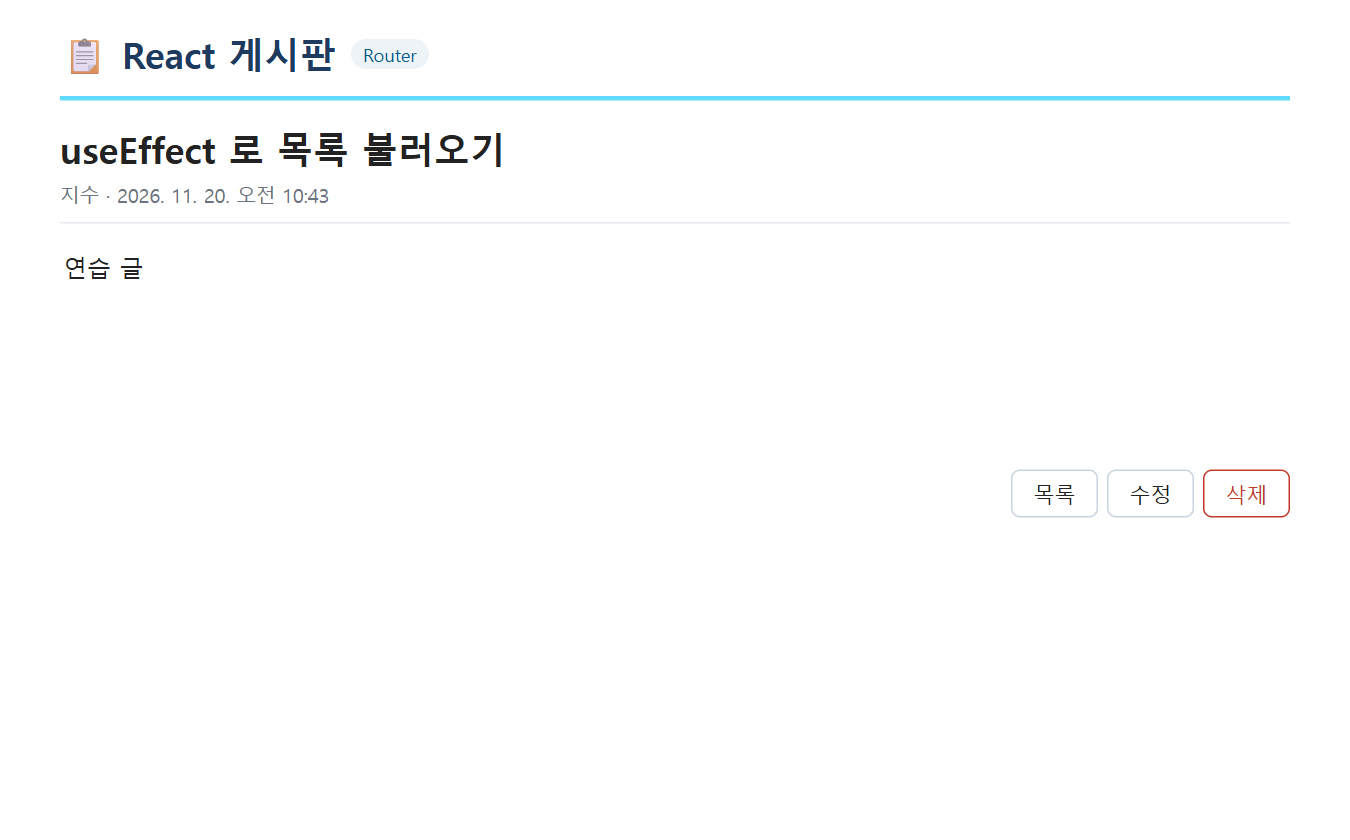 React 게시판 Router
useEffect 로 목록 불러오기
지수 · 2026. 11. 20. 오전 10:43
연습 글
목록 수정 삭제